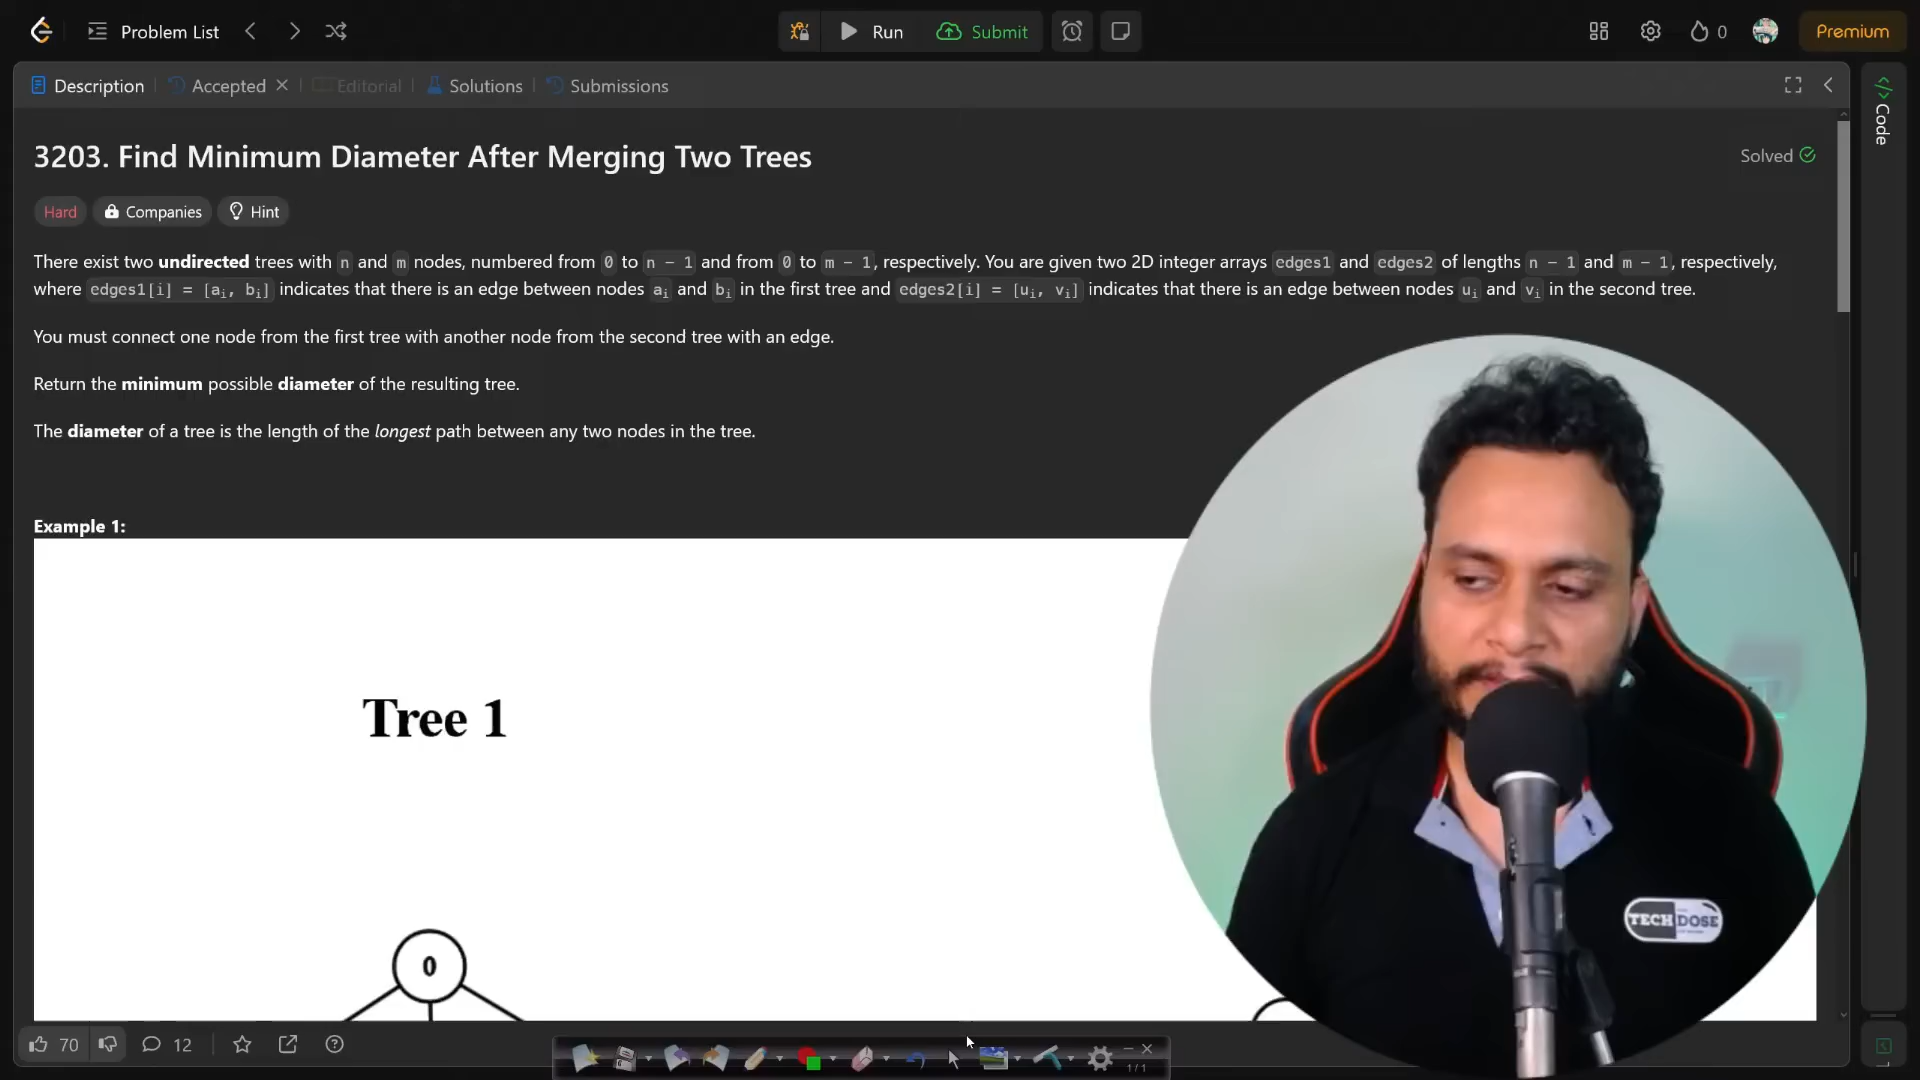 Problem List
Run
Submit
0
Premium
Description
Accepted
Editorial
Solutions
Submissions
Code
3203. Find Minimum Diameter After Merging Two Trees
Solved
Hard
Companies
Hint
There exist two undirected trees with n and m nodes, numbered from 0 to n - 1 and from 0 to m - 1, respectively. You are given two 2D integer arrays edges1 and edges2 of lengths n - 1 and m - 1, respectively,
where edges1[i] = [ai, bi] indicates that there is an edge between nodes ai and bi in the first tree and edges2[i] = [ui, vi] indicates that there is an edge between nodes ui and vi in the second tree.
You must connect one node from the first tree with another node from the second tree with an edge.
Return the minimum possible diameter of the resulting tree.
The diameter of a tree is the length of the longest path between any two nodes in the tree.
Example 1:
Tree 1
0
TECH DOSE
70
12
1/1